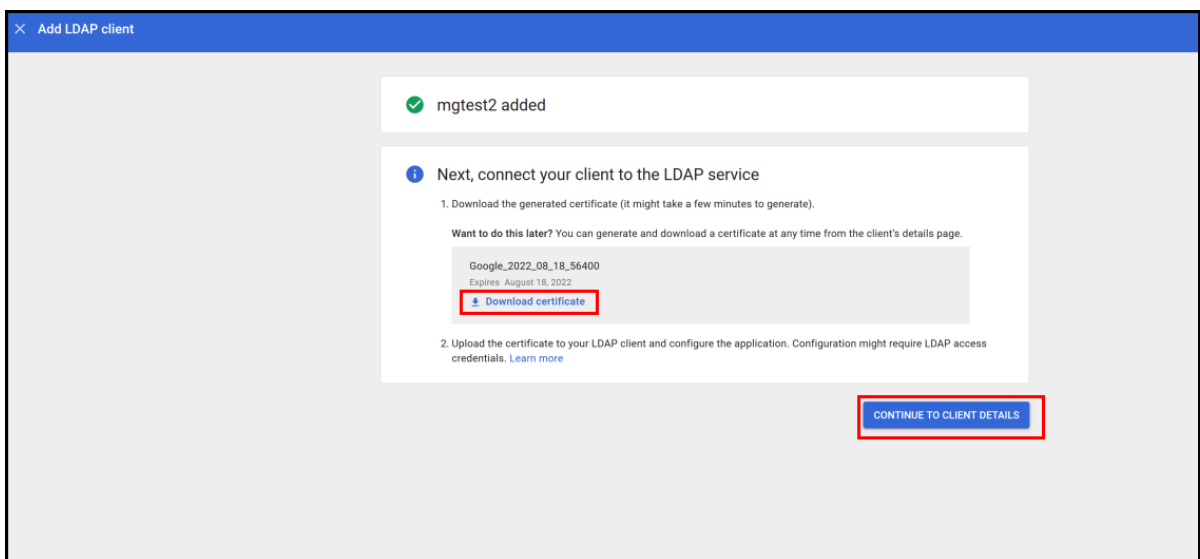 Add LDAP client
mgtest2 added
Next, connect your client to the LDAP service
1. Download the generated certificate (it might take a few minutes to generate).
Want to do this later? You can generate and download a certificate at any time from the client's details page.
Google_2022_08_18_56400
Expires August 18, 2022
Download certificate
2. Upload the certificate to your LDAP client and configure the application. Configuration might require LDAP access
credentials. Learn more
CONTINUE TO CLIENT DETAILS